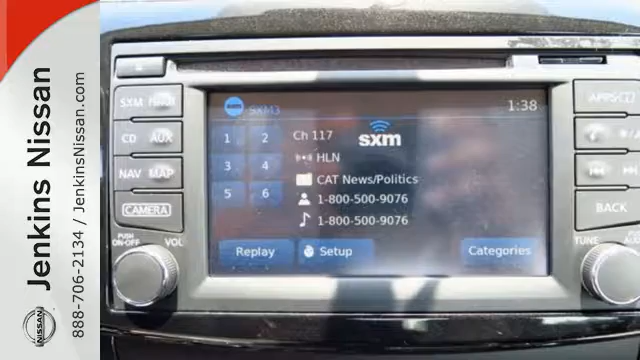 Jenkins Nissan
888-706-2134 / JenkinsNissan.com
NISSAN
SXM
CD AUX
NAV MAP
CAMERA
PUSH
ON·OFF
VOL
SXM3
1:38
1 2
3 4
5 6
Ch 117
sxm
HLN
CAT News/Politics
1-800-500-9076
1-800-500-9076
Replay
Setup
Categories
APPS
BACK
TUNE